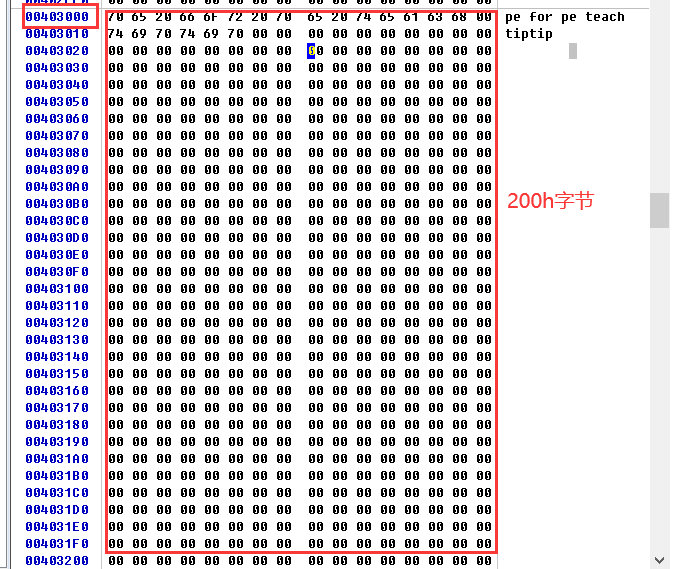 004021F0 00 00 00 00 00 00 00 00 00 00 00 00 00 00 00 00
00403000 70 65 20 66 6F 72 20 70 65 20 74 65 61 63 68 00 pe for pe teach
00403010 74 69 70 74 69 70 00 00 00 00 00 00 00 00 00 00 tiptip
00403020 00 00 00 00 00 00 00 00 00 00 00 00 00 00 00 00
00403030 00 00 00 00 00 00 00 00 00 00 00 00 00 00 00 00
00403040 00 00 00 00 00 00 00 00 00 00 00 00 00 00 00 00
00403050 00 00 00 00 00 00 00 00 00 00 00 00 00 00 00 00
00403060 00 00 00 00 00 00 00 00 00 00 00 00 00 00 00 00
00403070 00 00 00 00 00 00 00 00 00 00 00 00 00 00 00 00
00403080 00 00 00 00 00 00 00 00 00 00 00 00 00 00 00 00
00403090 00 00 00 00 00 00 00 00 00 00 00 00 00 00 00 00
004030A0 00 00 00 00 00 00 00 00 00 00 00 00 00 00 00 00
004030B0 00 00 00 00 00 00 00 00 00 00 00 00 00 00 00 00 200h字节
004030C0 00 00 00 00 00 00 00 00 00 00 00 00 00 00 00 00
004030D0 00 00 00 00 00 00 00 00 00 00 00 00 00 00 00 00
004030E0 00 00 00 00 00 00 00 00 00 00 00 00 00 00 00 00
004030F0 00 00 00 00 00 00 00 00 00 00 00 00 00 00 00 00
00403100 00 00 00 00 00 00 00 00 00 00 00 00 00 00 00 00
00403110 00 00 00 00 00 00 00 00 00 00 00 00 00 00 00 00
00403120 00 00 00 00 00 00 00 00 00 00 00 00 00 00 00 00
00403130 00 00 00 00 00 00 00 00 00 00 00 00 00 00 00 00
00403140 00 00 00 00 00 00 00 00 00 00 00 00 00 00 00 00
00403150 00 00 00 00 00 00 00 00 00 00 00 00 00 00 00 00
00403160 00 00 00 00 00 00 00 00 00 00 00 00 00 00 00 00
00403170 00 00 00 00 00 00 00 00 00 00 00 00 00 00 00 00
00403180 00 00 00 00 00 00 00 00 00 00 00 00 00 00 00 00
00403190 00 00 00 00 00 00 00 00 00 00 00 00 00 00 00 00
004031A0 00 00 00 00 00 00 00 00 00 00 00 00 00 00 00 00
004031B0 00 00 00 00 00 00 00 00 00 00 00 00 00 00 00 00
004031C0 00 00 00 00 00 00 00 00 00 00 00 00 00 00 00 00
004031D0 00 00 00 00 00 00 00 00 00 00 00 00 00 00 00 00
004031E0 00 00 00 00 00 00 00 00 00 00 00 00 00 00 00 00
004031F0 00 00 00 00 00 00 00 00 00 00 00 00 00 00 00 00
00403200 00 00 00 00 00 00 00 00 00 00 00 00 00 00 00 00